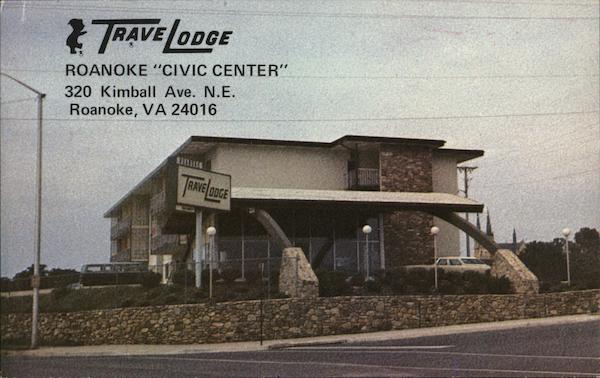 TRAVELODGE
ROANOKE "CIVIC CENTER"
320 Kimball Ave. N.E.
Roanoke, VA 24016
TRAVELODGE